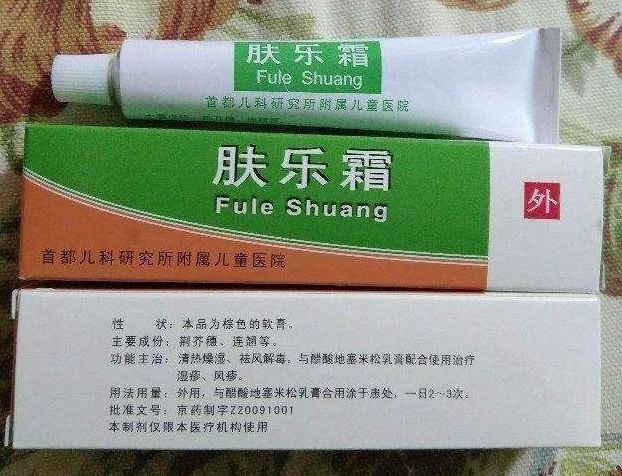 肤乐霜
Fule Shuang
首都儿科研究所附属儿童医院
肤乐霜
Fule Shuang
外
首都儿科研究所附属儿童医院
性 状：本品为棕色的软膏。
主要成份：荆芥穗、连翘等。
功能主治：清热燥湿、祛风解毒，与醋酸地塞米松乳膏配合使用治疗
湿疹、风疹。
用法用量：外用，与醋酸地塞米松乳膏合用涂于患处，一日2～3次。
批准文号：京药制字Z20091001
本制剂仅限本医疗机构使用